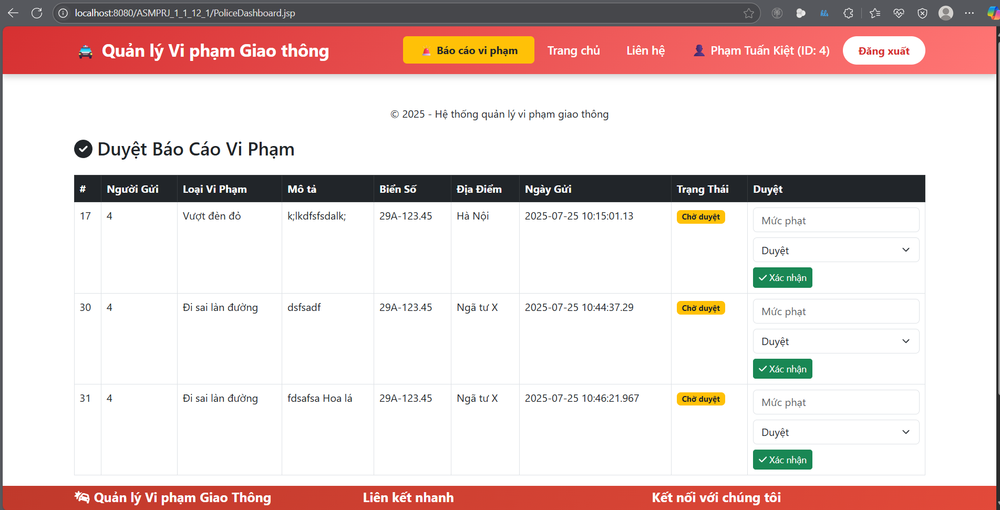 localhost:8080/ASMPRJ_1_1_12_1/PoliceDashboard.jsp
hls
Quản lý Vi phạm Giao thông
Báo cáo vi phạm
Trang chủ
Liên hệ
Phạm Tuấn Kiệt (ID: 4)
Đăng xuất
© 2025 - Hệ thống quản lý vi phạm giao thông
Duyệt Báo Cáo Vi Phạm
# Người Gửi Loại Vi Phạm Mô tả Biển Số Địa Điểm Ngày Gửi Trạng Thái Duyệt
17 4 Vượt đèn đỏ k;lkdfsfsdalk; 29A-123.45 Hà Nội 2025-07-25 10:15:01.13 Chờ duyệt Mức phạt
Duyệt
Xác nhận
30 4 Đi sai làn đường dsfsadf 29A-123.45 Ngã tư X 2025-07-25 10:44:37.29 Chờ duyệt Mức phạt
Duyệt
Xác nhận
31 4 Đi sai làn đường fdsafsa Hoa lá 29A-123.45 Ngã tư X 2025-07-25 10:46:21.967 Chờ duyệt Mức phạt
Duyệt
Xác nhận
Quản lý Vi phạm Giao Thông
Liên kết nhanh
Kết nối với chúng tôi